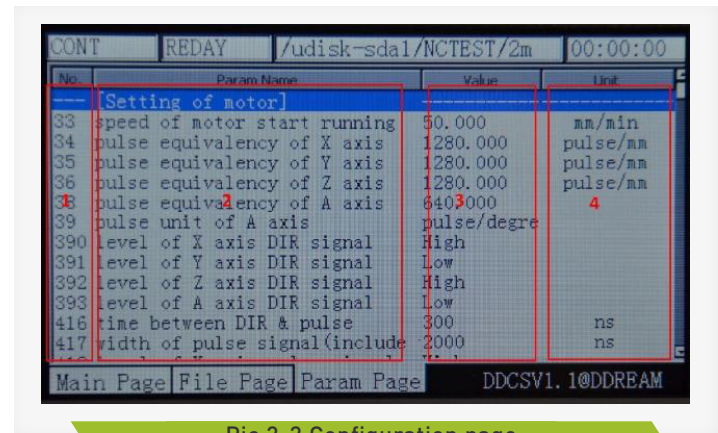 CONT REDAY /udisk-sda1/NCTEST/2m 00:00:00
No. Param Name Value Unit
--- [Setting of motor]
33 speed of motor start running 50.000 mm/min
34 pulse equivalency of X axis 1280.000 pulse/mm
35 pulse equivalency of Y axis 1280.000 pulse/mm
36 pulse equivalency of Z axis 1280.000 pulse/mm
38 pulse equivalency of A axis 640.000
1 2 3 4
39 pulse unit of A axis pulse/degre
390 level of X axis DIR signal High
391 level of Y axis DIR signal Low
392 level of Z axis DIR signal High
393 level of A axis DIR signal Low
416 time between DIR & pulse 300 ns
417 width of pulse signal(include 2000 ns
Main Page File Page Param Page DDCSV1.1@DDREAM